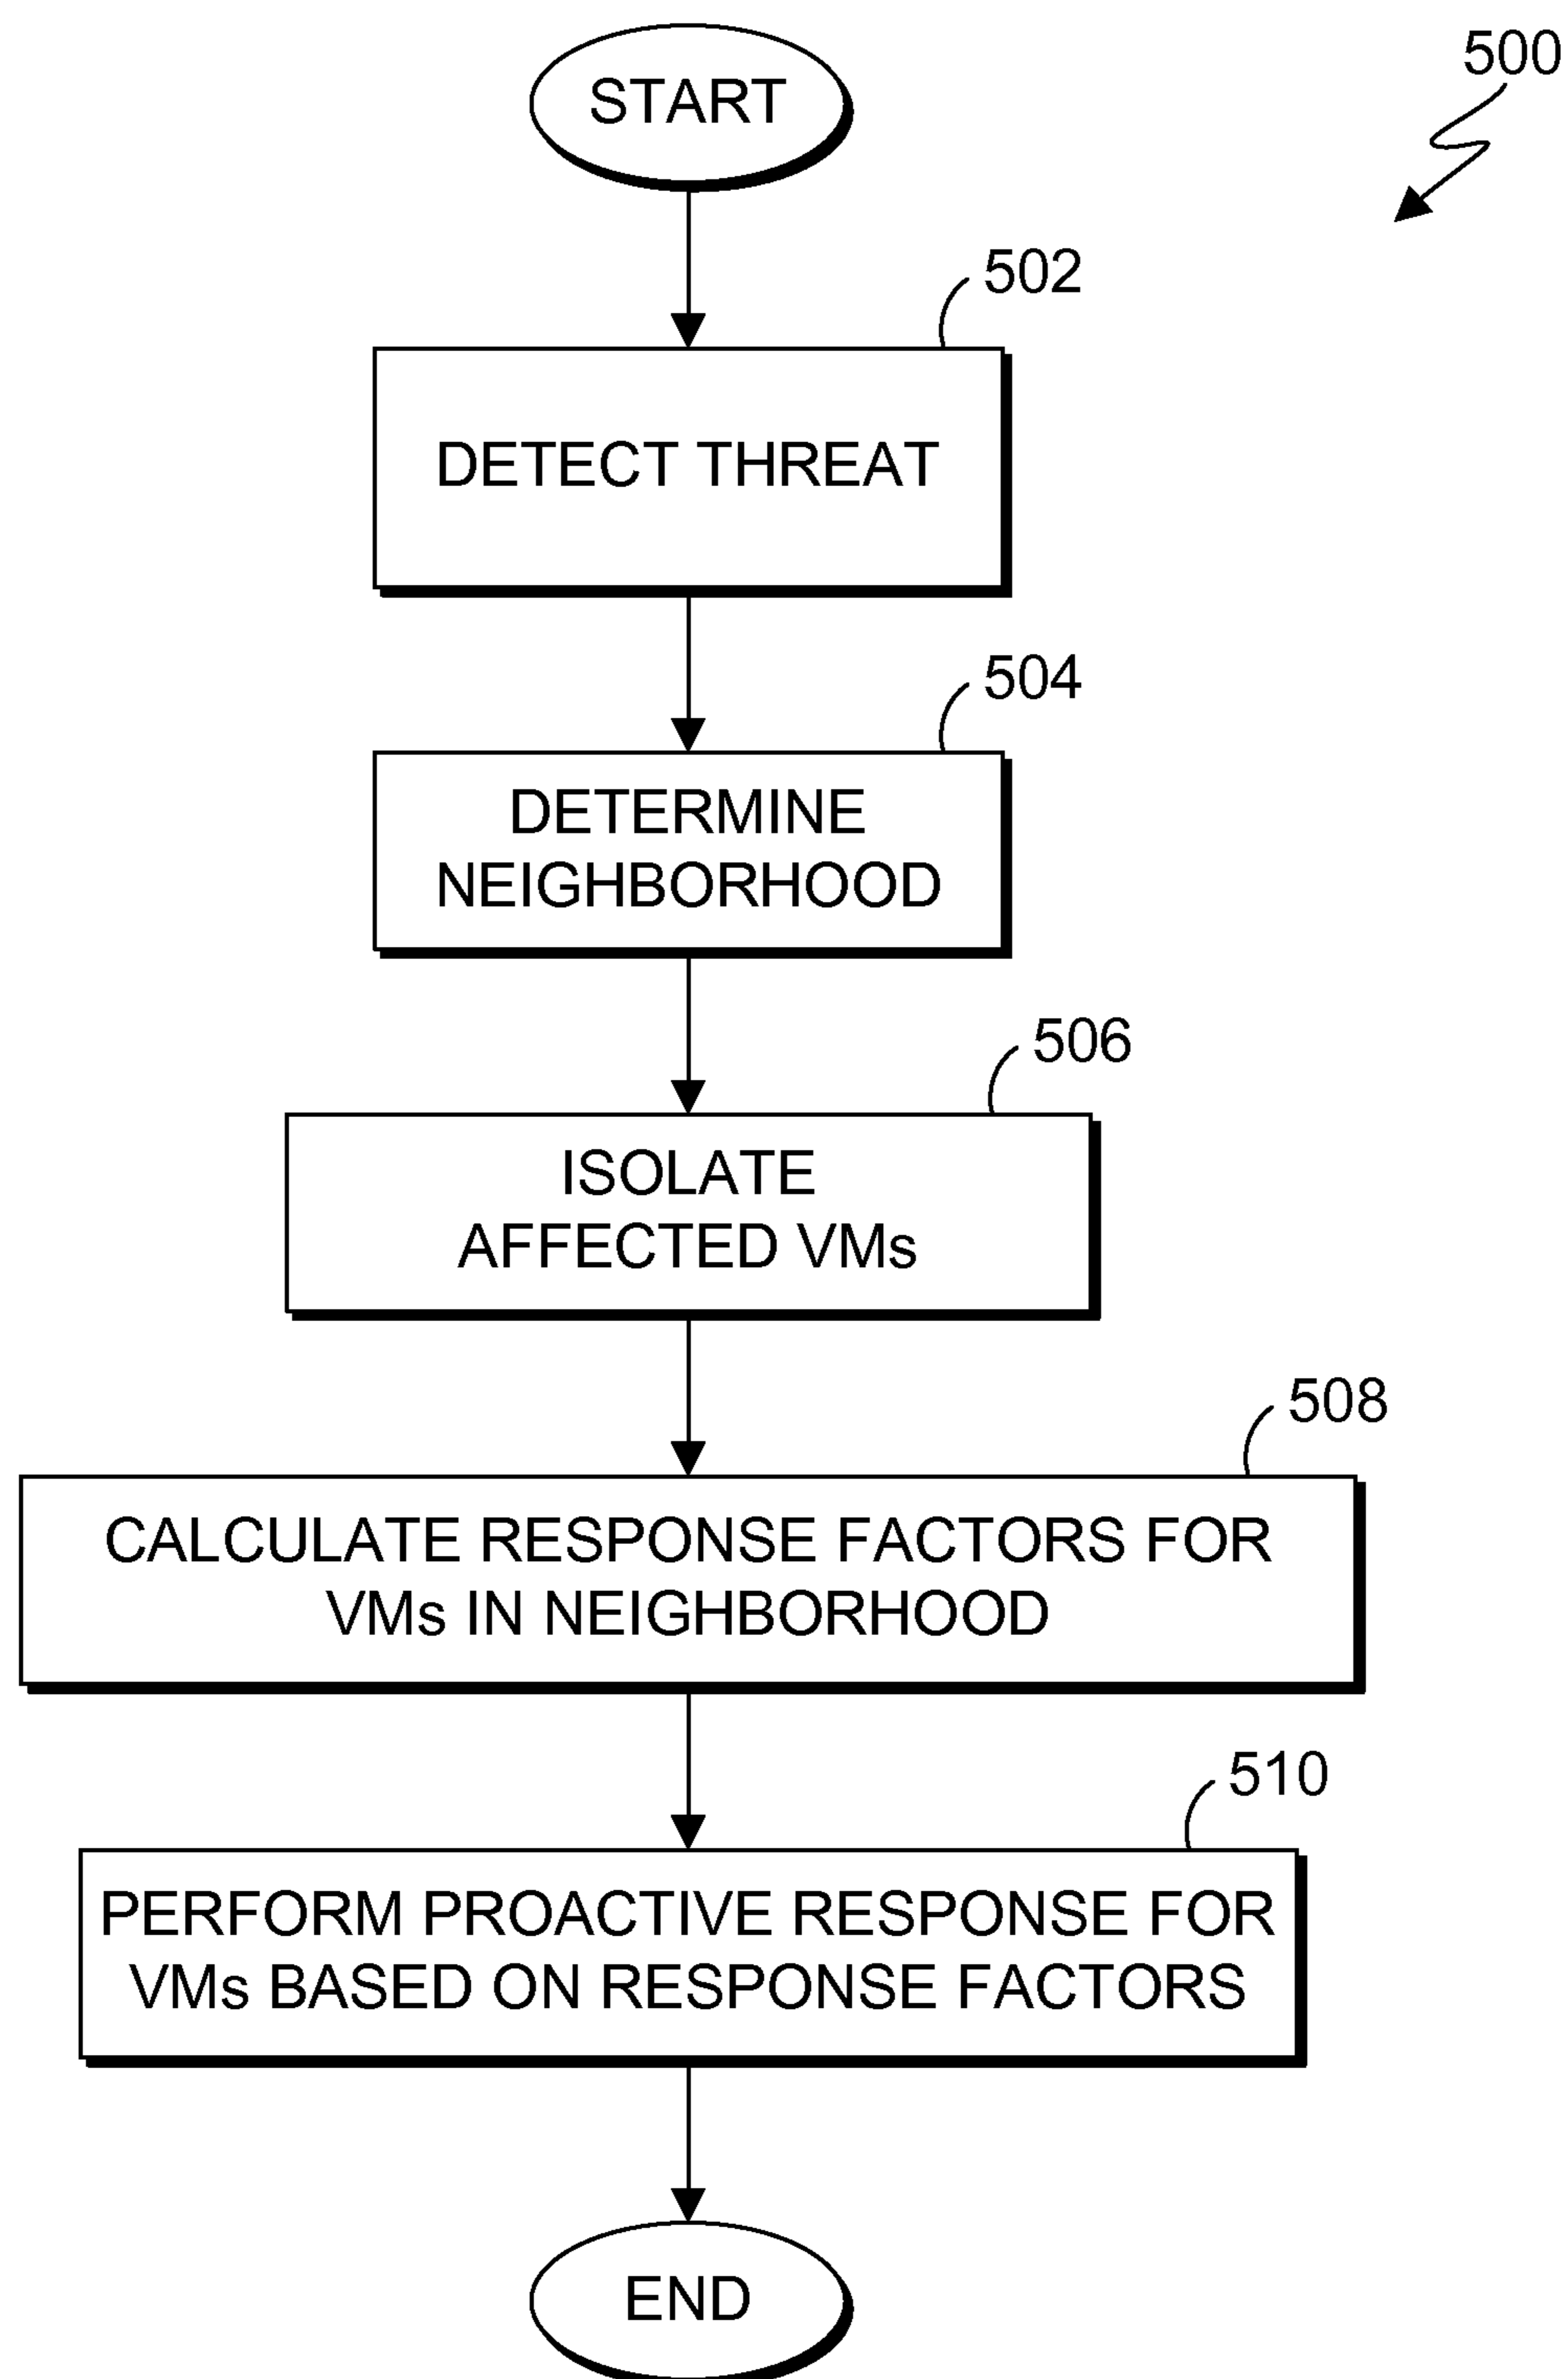 START
500
502
DETECT THREAT
504
DETERMINE
NEIGHBORHOOD
506
ISOLATE
AFFECTED VMs
508
CALCULATE RESPONSE FACTORS FOR
VMs IN NEIGHBORHOOD
510
PERFORM PROACTIVE RESPONSE FOR
VMs BASED ON RESPONSE FACTORS
END